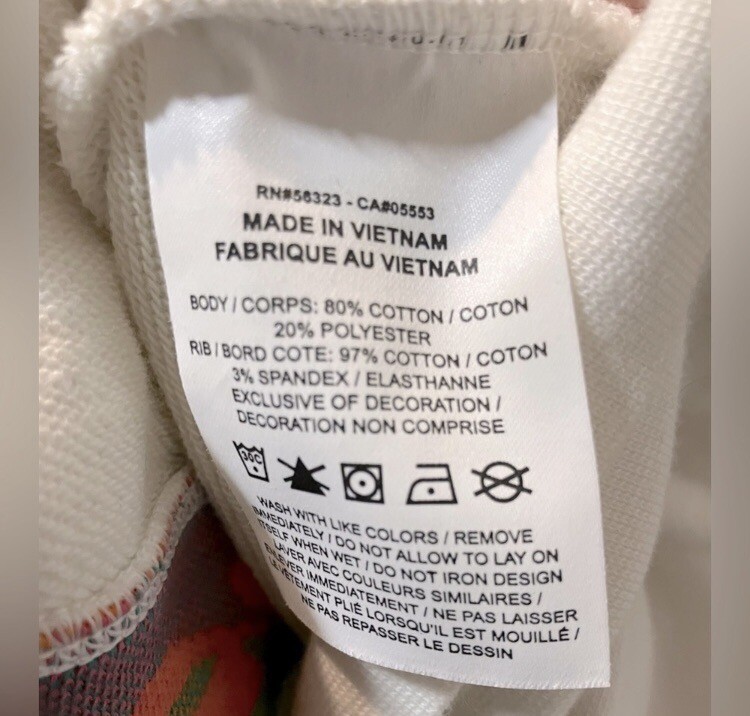 RN#56323 - CA#05553
MADE IN VIETNAM
FABRIQUE AU VIETNAM
BODY / CORPS: 80% COTTON / COTON
20% POLYESTER
RIB / BORD COTE: 97% COTTON / COTON
3% SPANDEX / ELASTHANNE
EXCLUSIVE OF DECORATION /
DECORATION NON COMPRISE
30C
WASH WITH LIKE COLORS / REMOVE
IMMEDIATELY / DO NOT ALLOW TO LAY ON
ITSELF WHEN WET / DO NOT IRON DESIGN
LAVER AVEC COULEURS SIMILAIRES /
ENLEVER IMMEDIATEMENT / NE PAS LAISSER
LE VÊTEMENT PLIÉ LORSQU'IL EST MOUILLÉ /
NE PAS REPASSER LE DESSIN